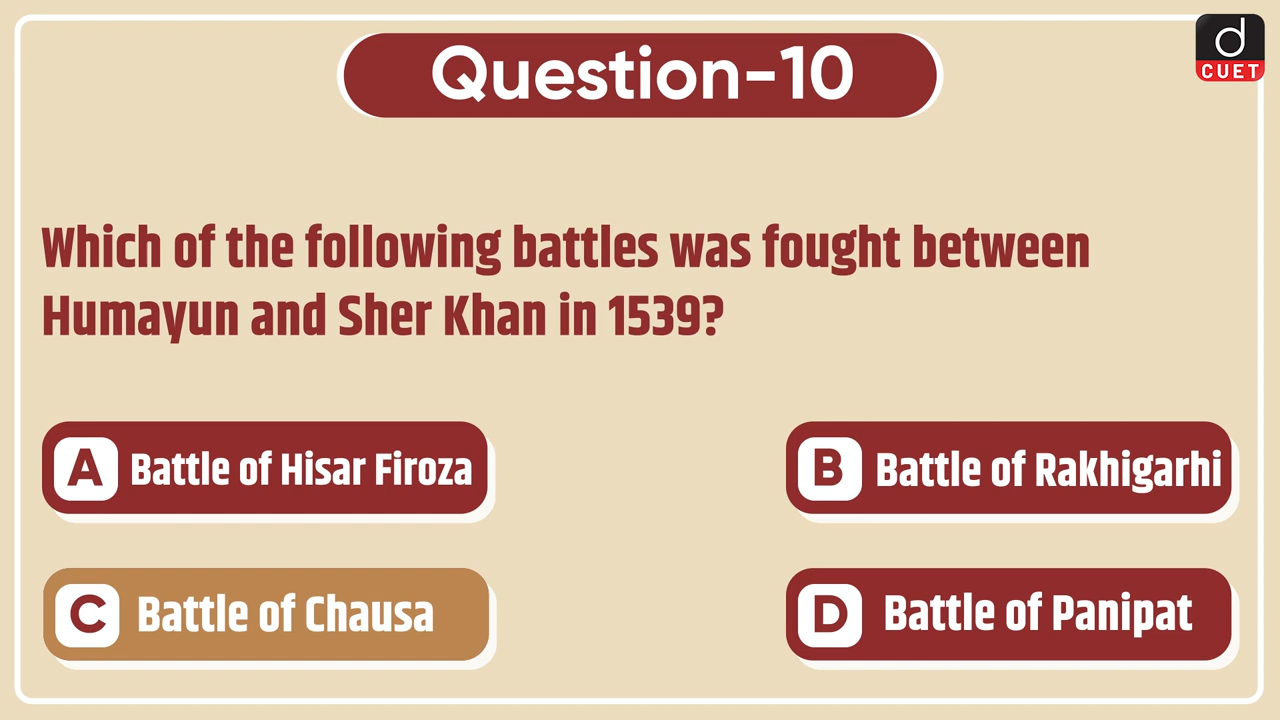 Question-10
d
CUET
Which of the following battles was fought between
Humayun and Sher Khan in 1539?
A Battle of Hisar Firoza
B Battle of Rakhigarhi
C Battle of Chausa
D Battle of Panipat